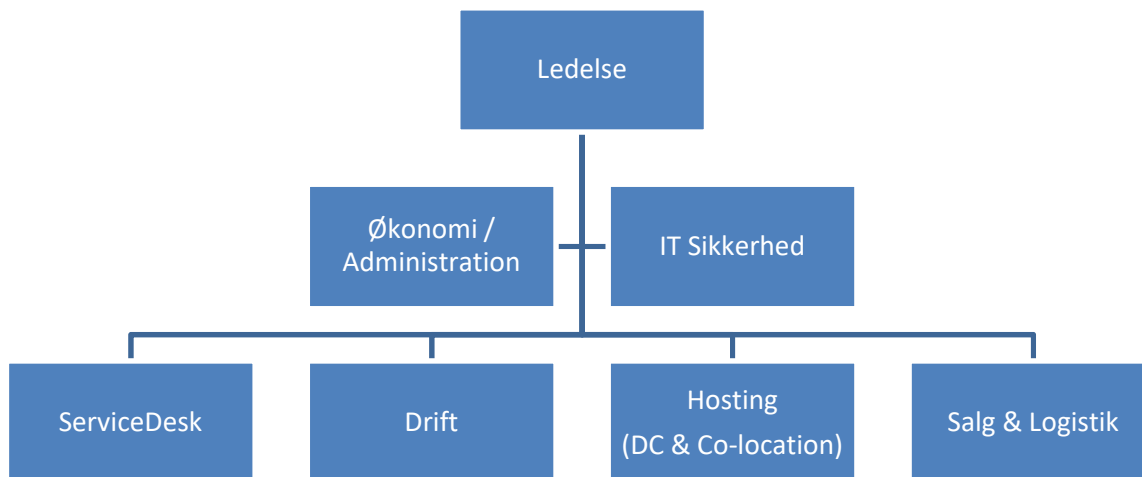 Ledelse
Økonomi /
Administration
IT Sikkerhed
ServiceDesk
Drift
Hosting
(DC & Co-location)
Salg & Logistik